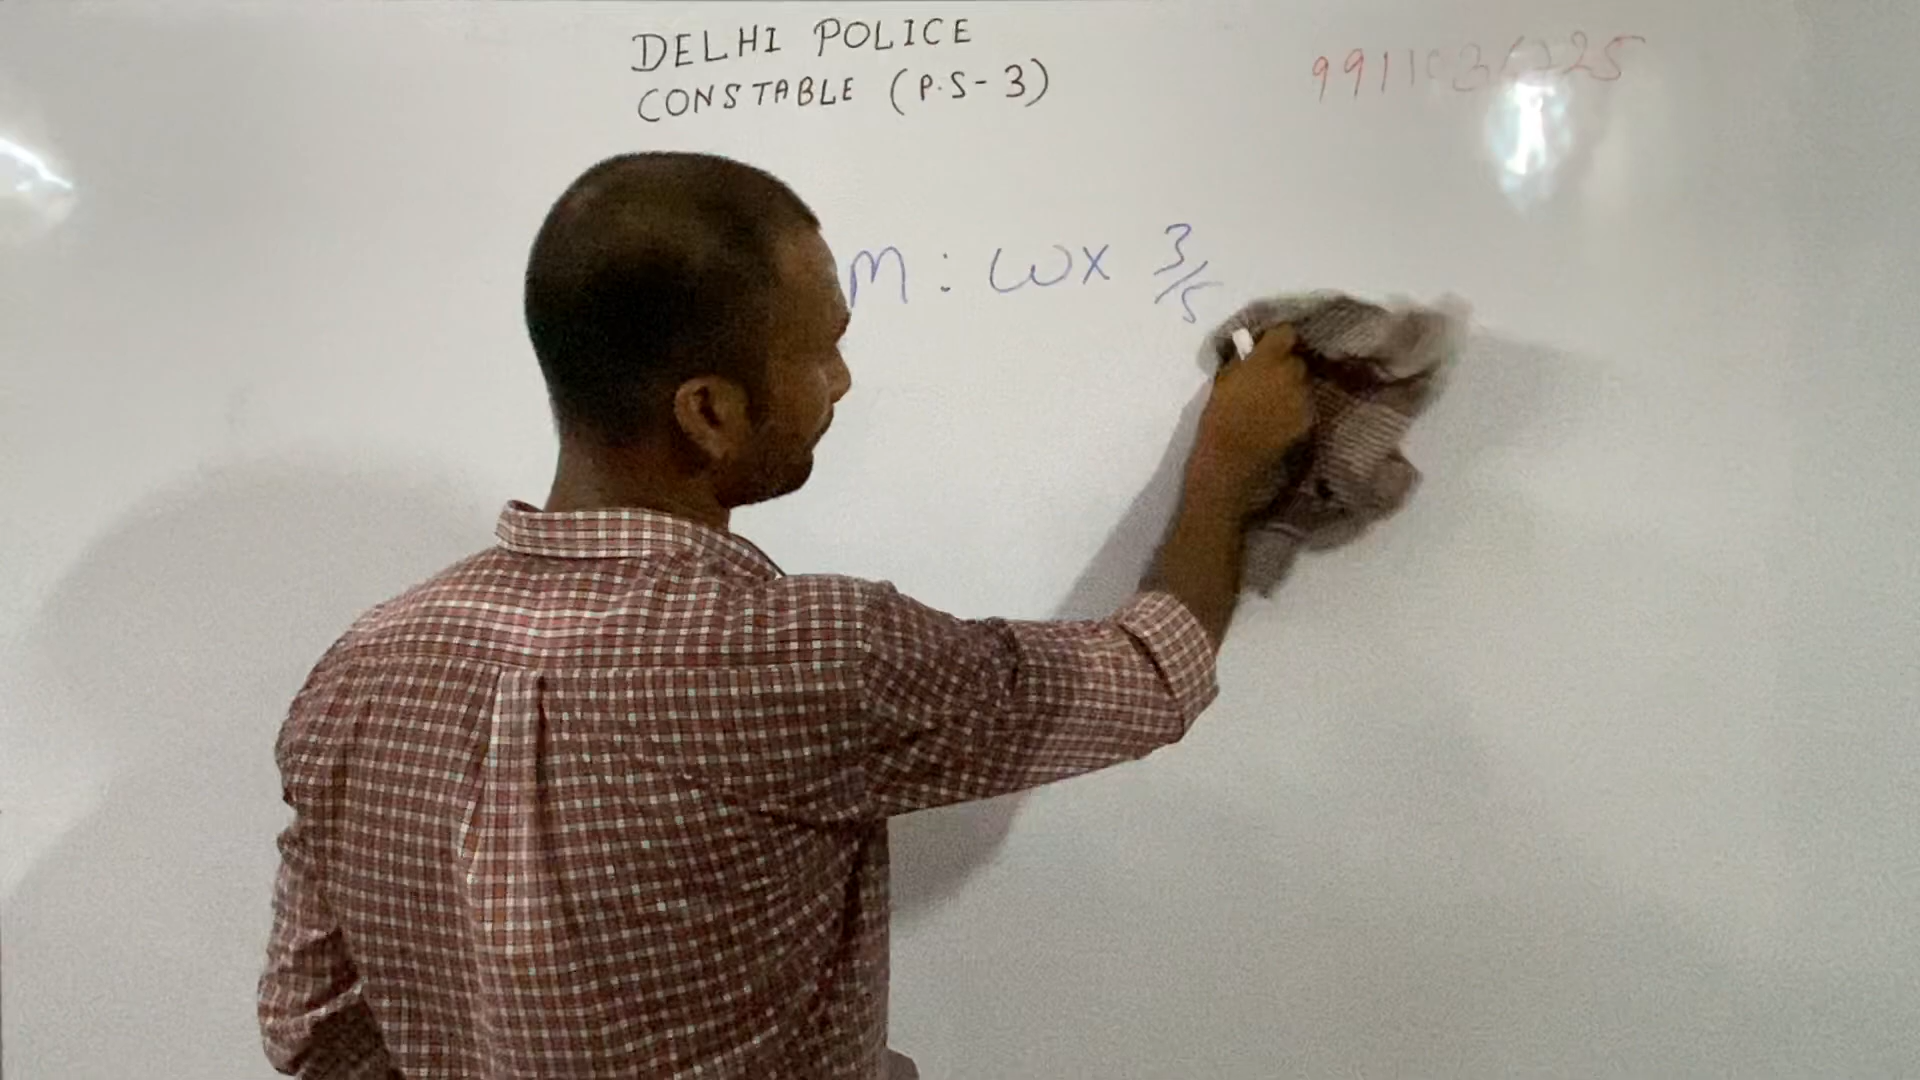 DELHI POLICE
CONSTABLE (P.S-3)
M : W x 3/5